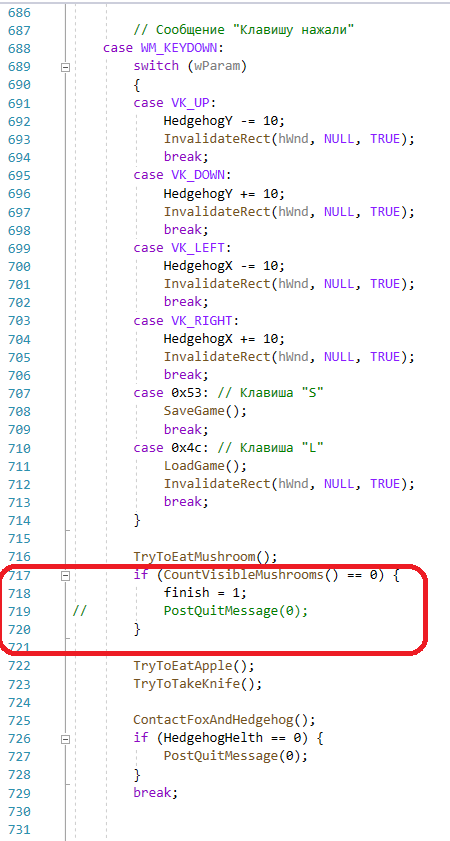 686
687 // Сообщение "Клавишу нажали"
688 case WM_KEYDOWN:
689 switch (wParam)
690 {
691 case VK_UP:
692 HedgehogY -= 10;
693 InvalidateRect(hWnd, NULL, TRUE);
694 break;
695 case VK_DOWN:
696 HedgehogY += 10;
697 InvalidateRect(hWnd, NULL, TRUE);
698 break;
699 case VK_LEFT:
700 HedgehogX -= 10;
701 InvalidateRect(hWnd, NULL, TRUE);
702 break;
703 case VK_RIGHT:
704 HedgehogX += 10;
705 InvalidateRect(hWnd, NULL, TRUE);
706 break;
707 case 0x53: // Клавиша "S"
708 SaveGame();
709 break;
710 case 0x4c: // Клавиша "L"
711 LoadGame();
712 InvalidateRect(hWnd, NULL, TRUE);
713 break;
714 }
715
716 TryToEatMushroom();
717 if (CountVisibleMushrooms() == 0) {
718 finish = 1;
719 // PostQuitMessage(0);
720 }
721
722 TryToEatApple();
723 TryToTakeKnife();
724
725 ContactFoxAndHedgehog();
726 if (HedgehogHelth == 0) {
727 PostQuitMessage(0);
728 }
729 break;
730
731